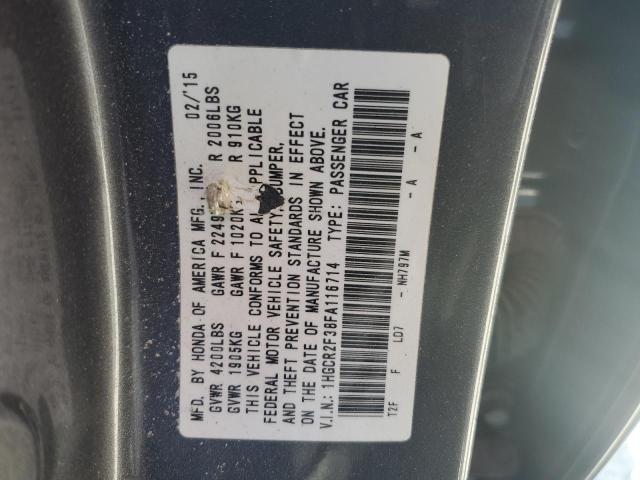 MFD. BY HONDA OF AMERICA MFG., INC. 02/'15
GVWR 4200LBS GAWR F 2249 R 2006LBS
GVWR 1905KG GAWR F 1020K R 910KG
THIS VEHICLE CONFORMS TO APPLICABLE
FEDERAL MOTOR VEHICLE SAFETY, BUMPER,
AND THEFT PREVENTION STANDARDS IN EFFECT
ON THE DATE OF MANUFACTURE SHOWN ABOVE.
V.I.N.: 1HGCR2F38FA116714 TYPE: PASSENGER CAR
T2F F LD7 - NH797M - A - A